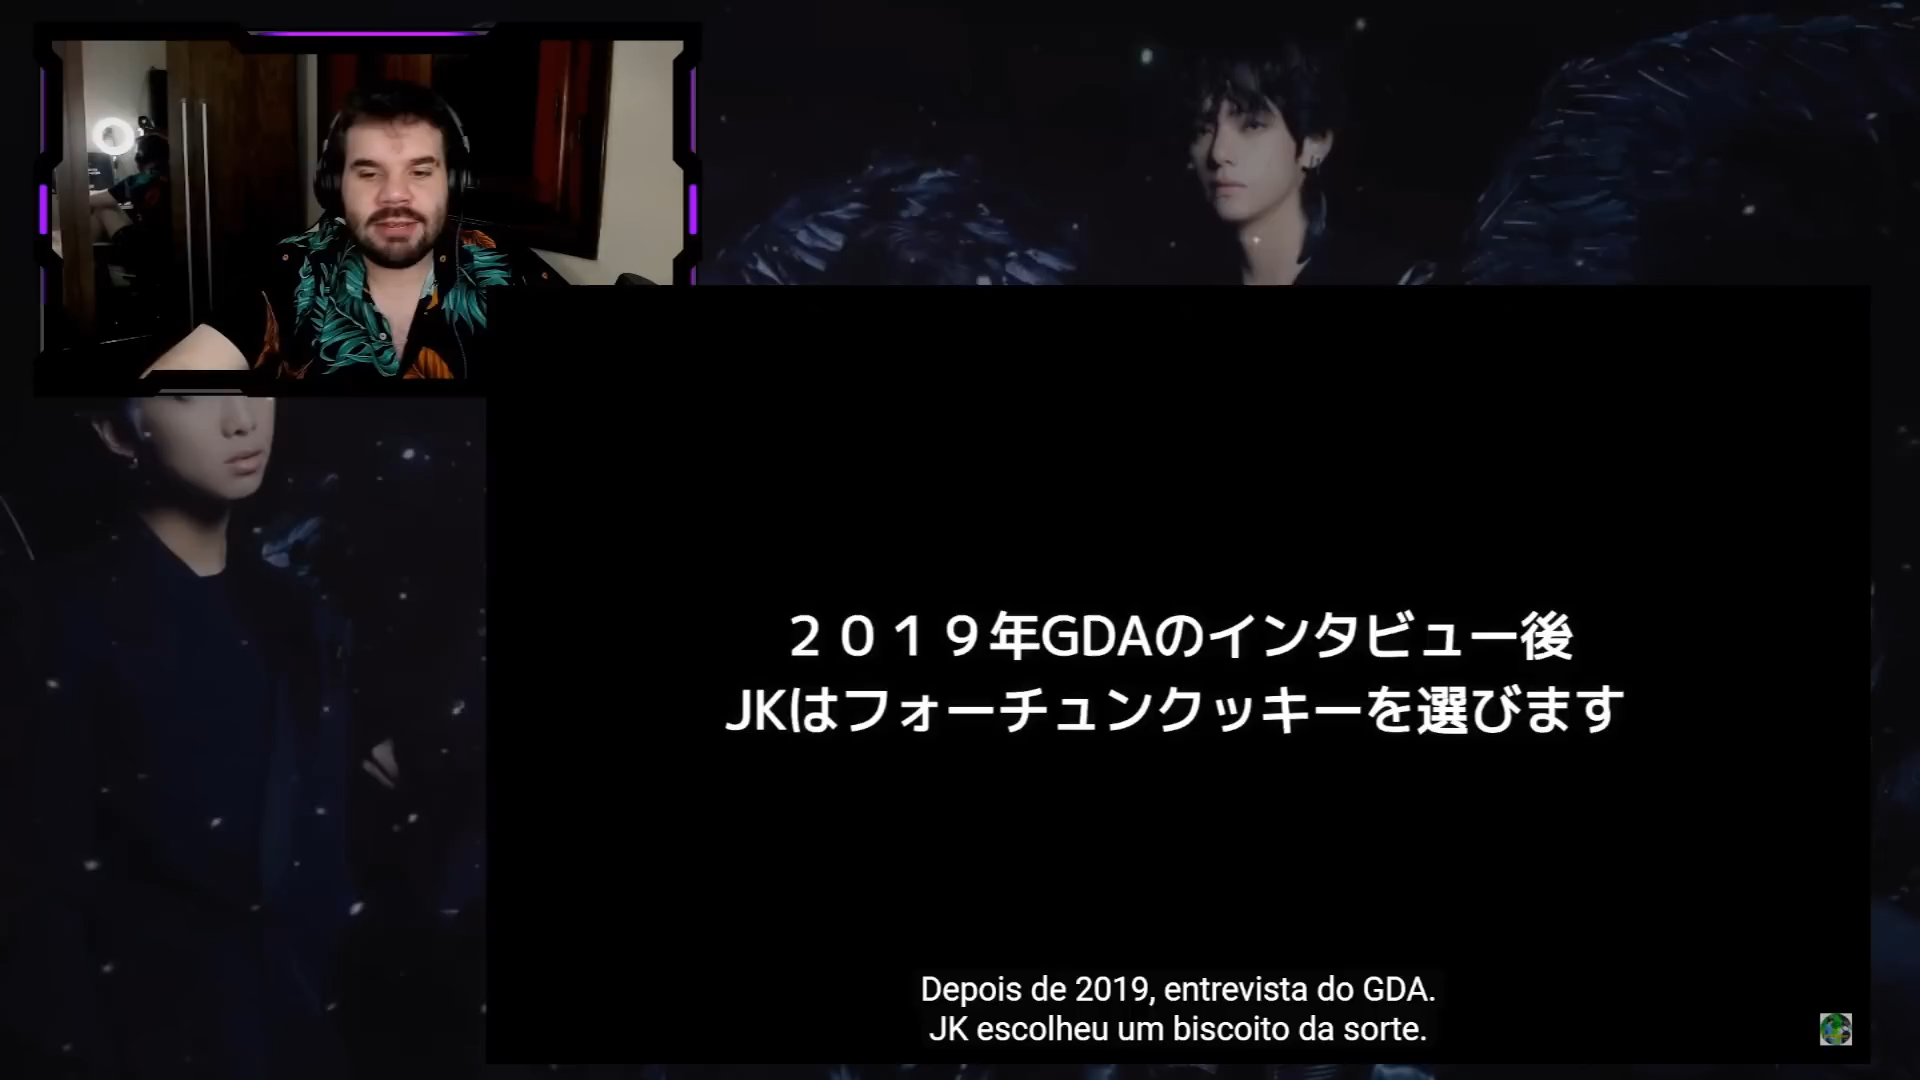 ２０１９年GDAのインタビュー後
JKはフォーチュンクッキーを選びます
Depois de 2019, entrevista do GDA.
JK escolheu um biscoito da sorte.